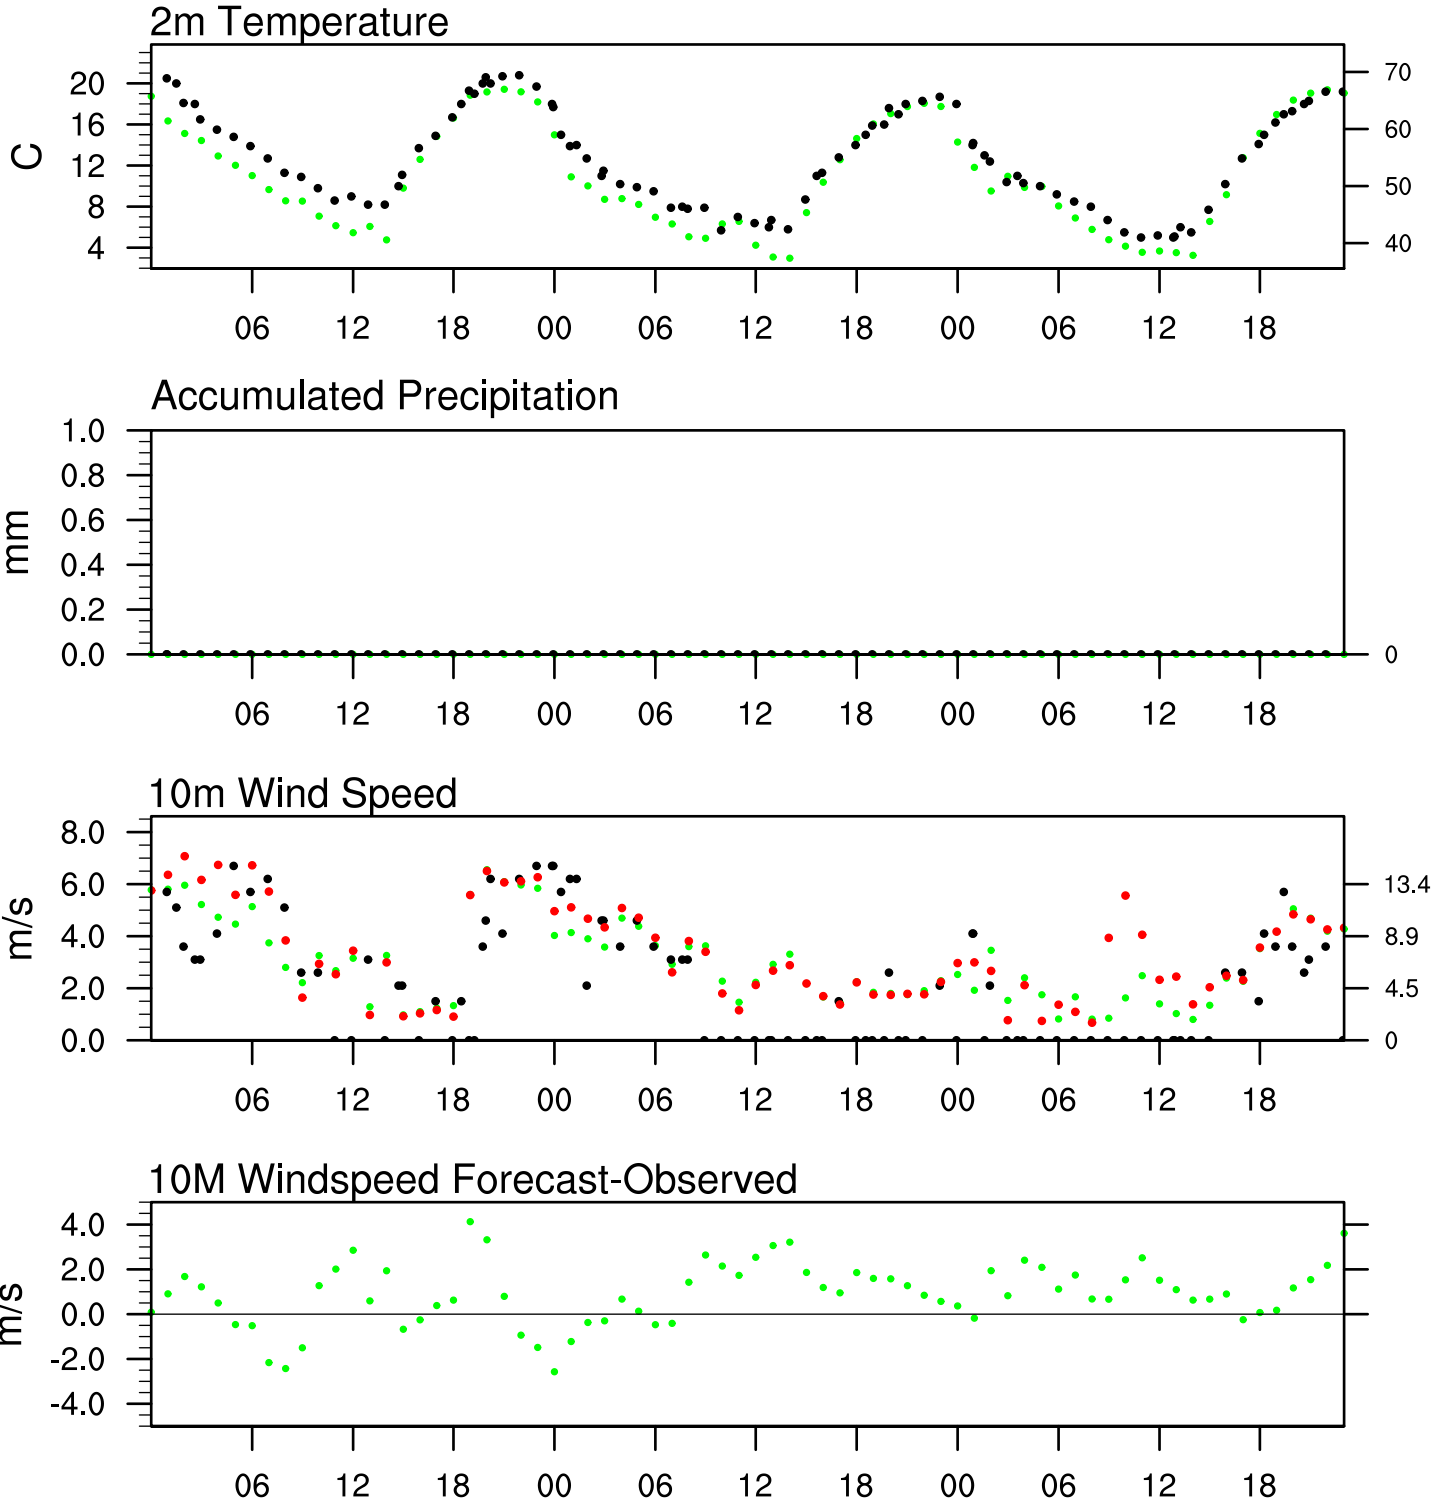 2m Temperature
20
16
12
8
4
C
70
60
50
40
06 12 18 00 06 12 18 00 06 12 18
Accumulated Precipitation
1.0
0.8
0.6
0.4
0.2
0.0
mm
0
06 12 18 00 06 12 18 00 06 12 18
10m Wind Speed
8.0
6.0
4.0
2.0
0.0
m/s
13.4
8.9
4.5
0
06 12 18 00 06 12 18 00 06 12 18
10M Windspeed Forecast-Observed
4.0
2.0
0.0
-2.0
-4.0
m/s
06 12 18 00 06 12 18 00 06 12 18